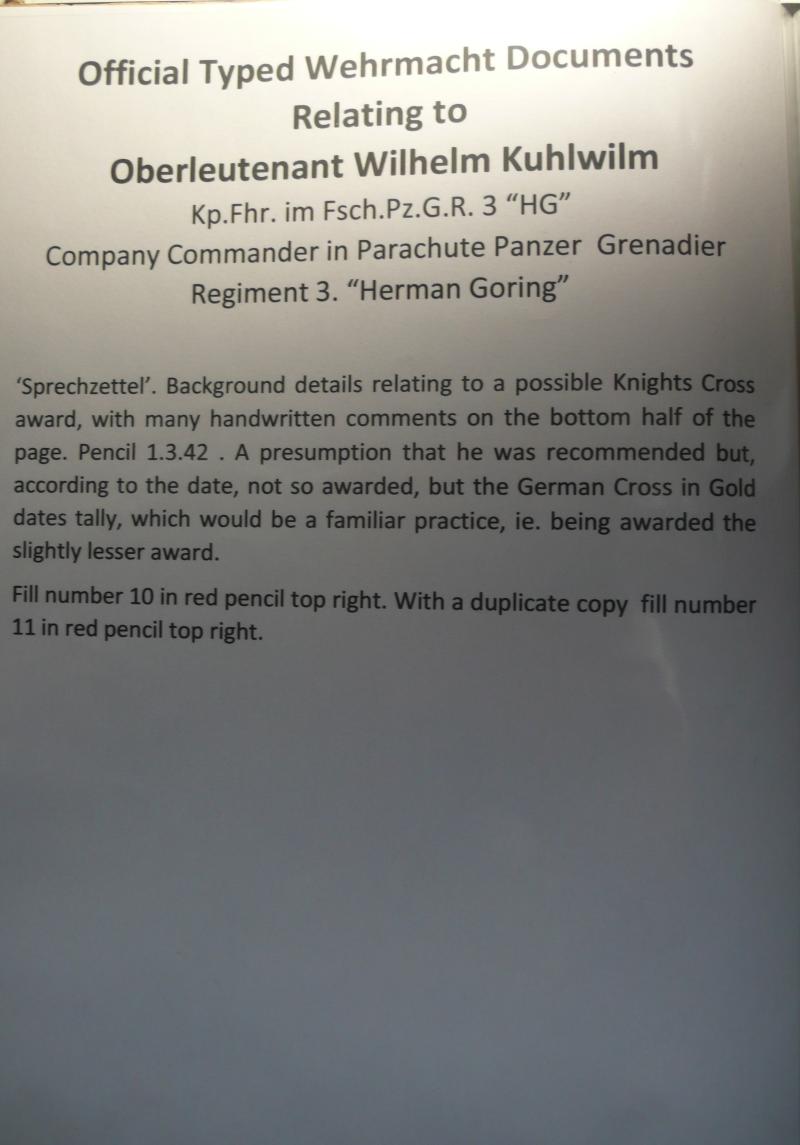 Official Typed Wehrmacht Documents
Relating to
Oberleutenant Wilhelm Kuhlwilm
Kp.Fhr. im Fsch.Pz.G.R. 3 “HG”
Company Commander in Parachute Panzer Grenadier
Regiment 3. “Herman Goring”
‘Sprechzettel’. Background details relating to a possible Knights Cross
award, with many handwritten comments on the bottom half of the
page. Pencil 1.3.42 . A presumption that he was recommended but,
according to the date, not so awarded, but the German Cross in Gold
dates tally, which would be a familiar practice, ie. being awarded the
slightly lesser award.
Fill number 10 in red pencil top right. With a duplicate copy fill number
11 in red pencil top right.